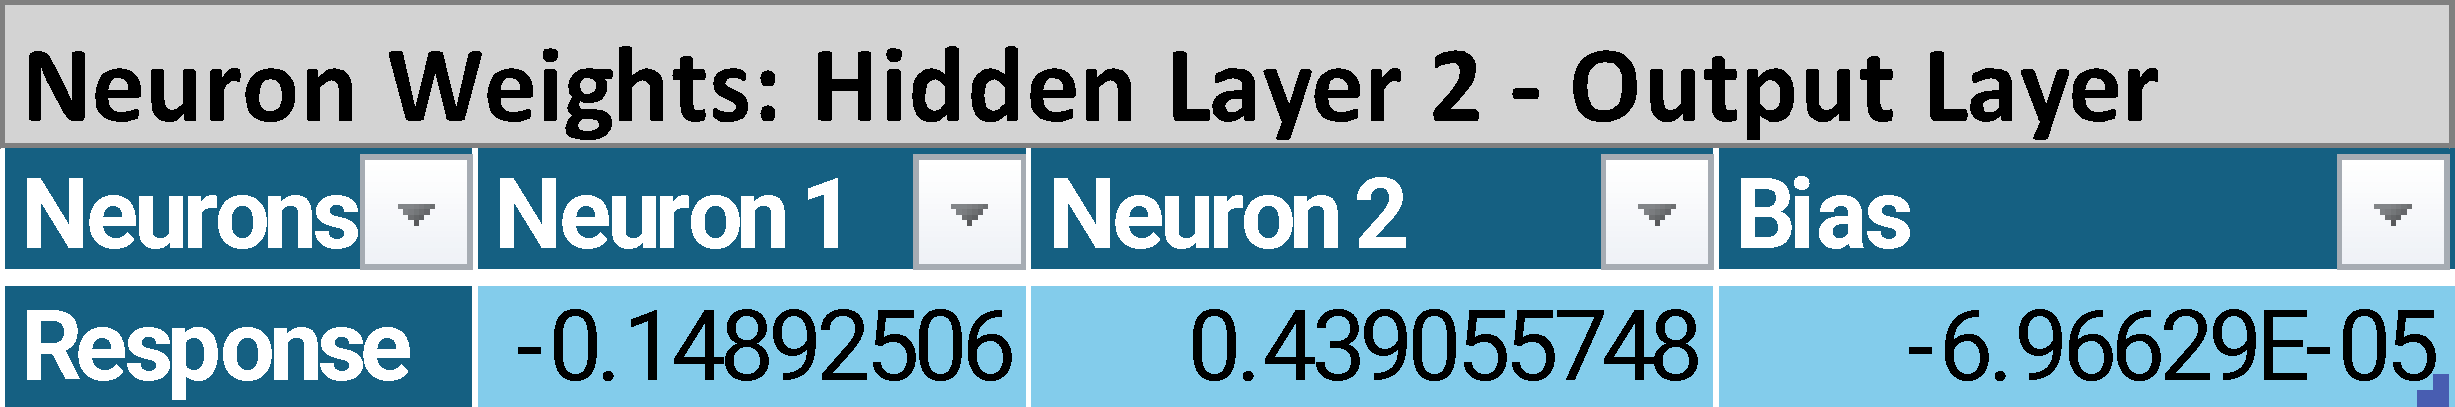 Neuron Weights: Hidden Layer 2 - Output Layer
Neurons Neuron 1 Neuron 2 Bias
Response -0.14892506 0.439055748 -6.96629E-05